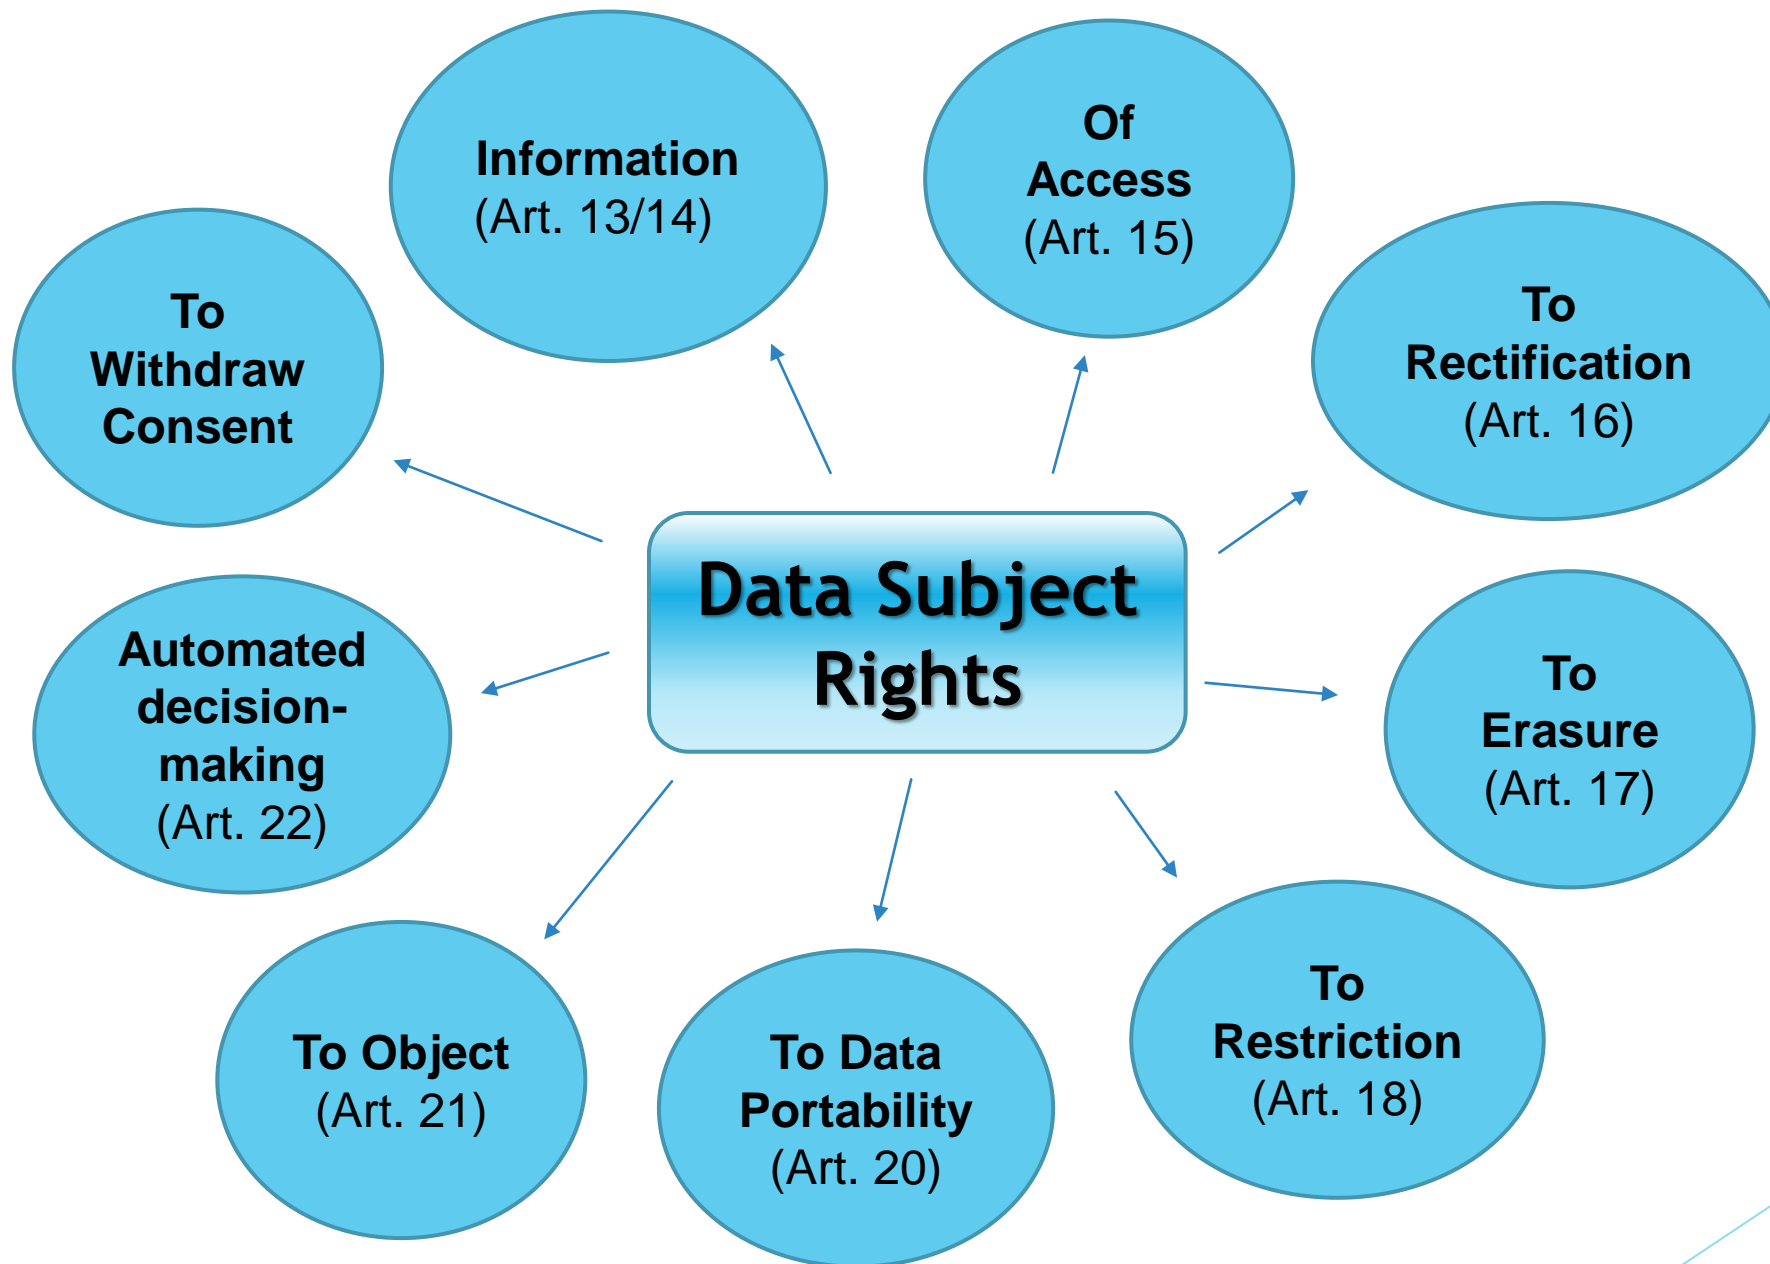 Information
(Art. 13/14)
Of
Access
(Art. 15)
To
Rectification
(Art. 16)
To
Withdraw
Consent
Data Subject
Rights
To
Erasure
(Art. 17)
Automated
decision-
making
(Art. 22)
To
Restriction
(Art. 18)
To Object
(Art. 21)
To Data
Portability
(Art. 20)